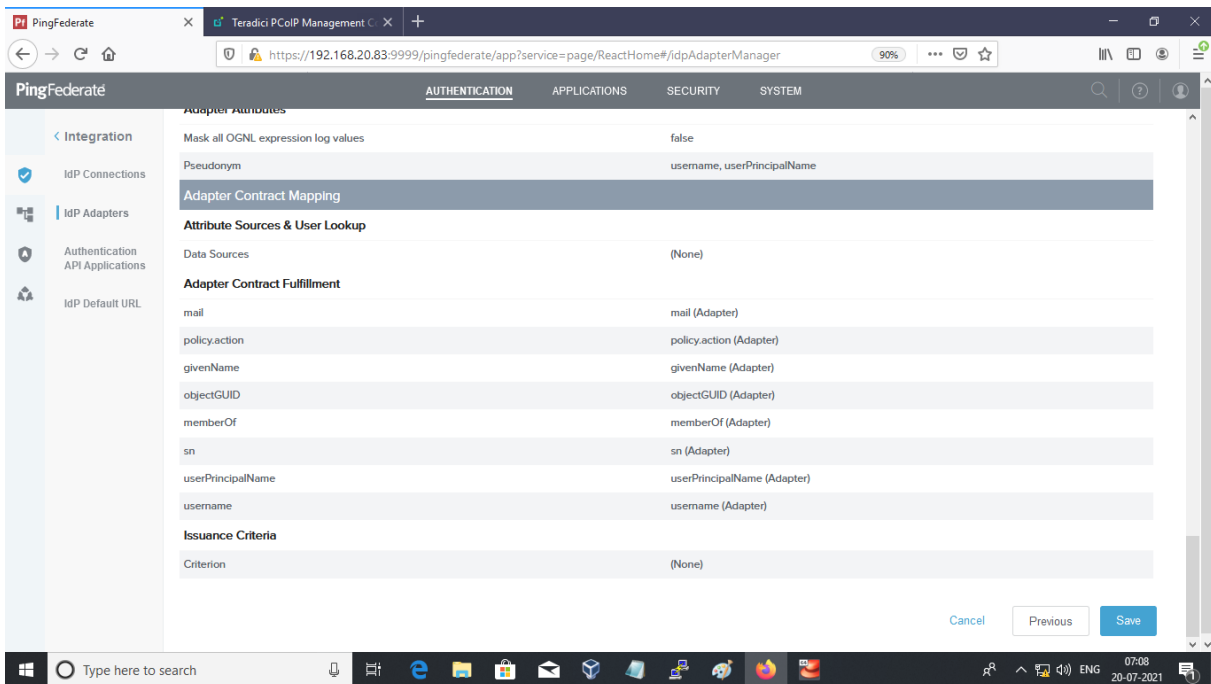 PingFederate
Teradici PCoIP Management C
https://192.168.20.83:9999/pingfederate/app?service=page/ReactHome#/idpAdapterManager
90%
PingFederate
AUTHENTICATION
APPLICATIONS
SECURITY
SYSTEM
Adapter Attributes
Integration
Mask all OGNL expression log values
false
IdP Connections
Pseudonym
username, userPrincipalName
Adapter Contract Mapping
IdP Adapters
Attribute Sources & User Lookup
Authentication
API Applications
Data Sources
(None)
Adapter Contract Fulfillment
IdP Default URL
mail
mail (Adapter)
policy.action
policy.action (Adapter)
givenName
givenName (Adapter)
objectGUID
objectGUID (Adapter)
memberOf
memberOf (Adapter)
sn
sn (Adapter)
userPrincipalName
userPrincipalName (Adapter)
username
username (Adapter)
Issuance Criteria
Criterion
(None)
Cancel
Previous
Save
Type here to search
ENG
07:08
20-07-2021